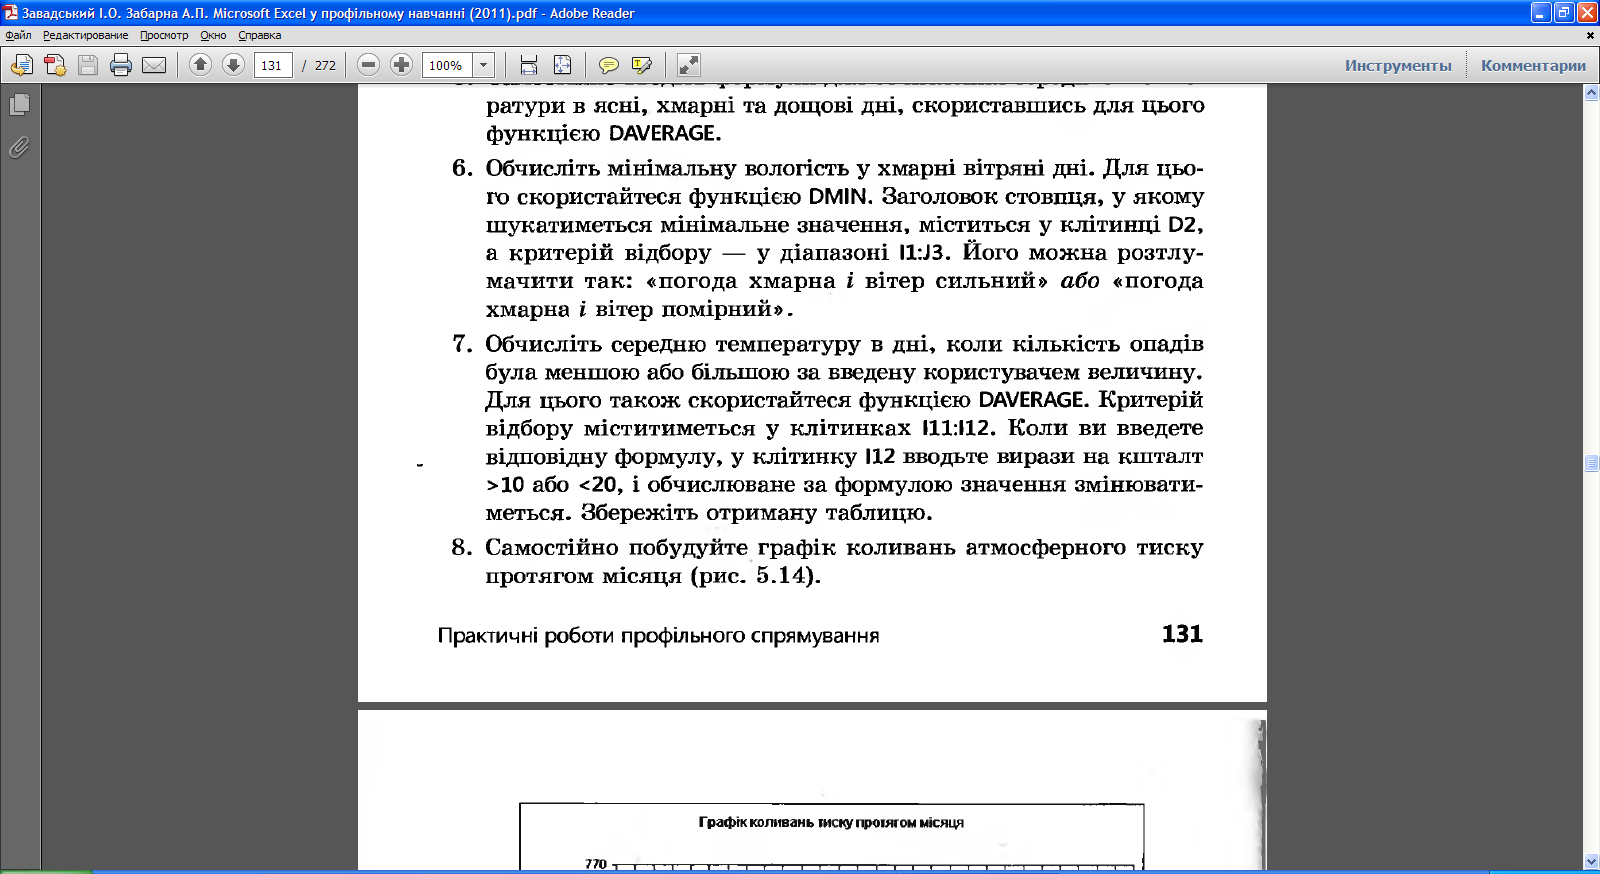 Завадський І.О. Забарна А.П. Microsoft Excel у профільному навчанні (2011).pdf - Adobe Reader
Файл Редактирование Просмотр Окно Справка
131 / 272 100% Инструменты Комментарии
ратури в ясні, хмарні та дощові дні, скориставшись для цього
функцією DAVERAGE.
6. Обчисліть мінімальну вологість у хмарні вітряні дні. Для цьо-
го скористайтеся функцією DMIN. Заголовок стовпця, у якому
шукатиметься мінімальне значення, міститься у клітинці D2,
а критерій відбору — у діапазоні I1:J3. Його можна розтлу-
мачити так: «погода хмарна і вітер сильний» або «погода
хмарна і вітер помірний».
7. Обчисліть середню температуру в дні, коли кількість опадів
була меншою або більшою за введену користувачем величину.
Для цього також скористайтеся функцією DAVERAGE. Критерій
відбору міститиметься у клітинках I11:I12. Коли ви введете
відповідну формулу, у клітинку I12 вводьте вирази на кшталт
>10 або <20, і обчислюване за формулою значення змінювати-
меться. Збережіть отриману таблицю.
8. Самостійно побудуйте графік коливань атмосферного тиску
протягом місяця (рис. 5.14).
Практичні роботи профільного спрямування 131
Графік коливань тиску протягом місяця
770